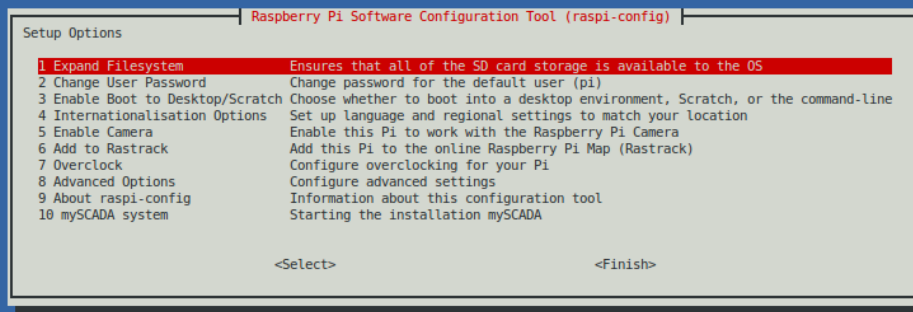 Raspberry Pi Software Configuration Tool (raspi-config)
Setup Options
1 Expand Filesystem Ensures that all of the SD card storage is available to the OS
2 Change User Password Change password for the default user (pi)
3 Enable Boot to Desktop/Scratch Choose whether to boot into a desktop environment, Scratch, or the command-line
4 Internationalisation Options Set up language and regional settings to match your location
5 Enable Camera Enable this Pi to work with the Raspberry Pi Camera
6 Add to Rastrack Add this Pi to the online Raspberry Pi Map (Rastrack)
7 Overclock Configure overclocking for your Pi
8 Advanced Options Configure advanced settings
9 About raspi-config Information about this configuration tool
10 mySCADA system Starting the installation mySCADA
<Select> <Finish>